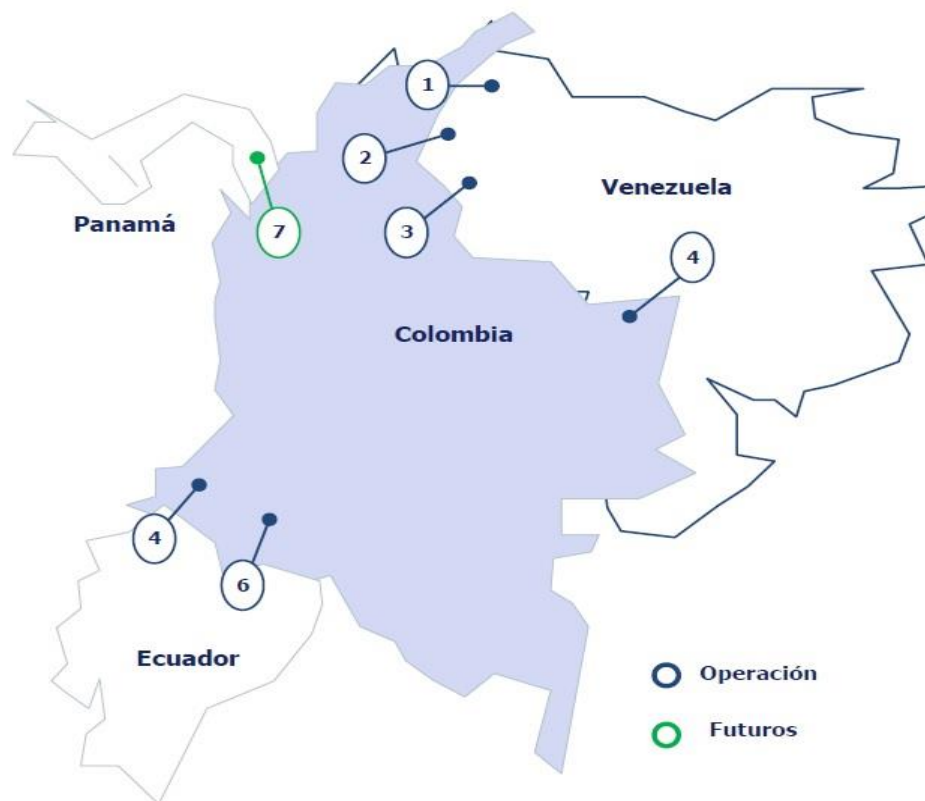 1
2
Venezuela
Panamá
7
3
4
Colombia
4
6
Ecuador
Operación
Futuros